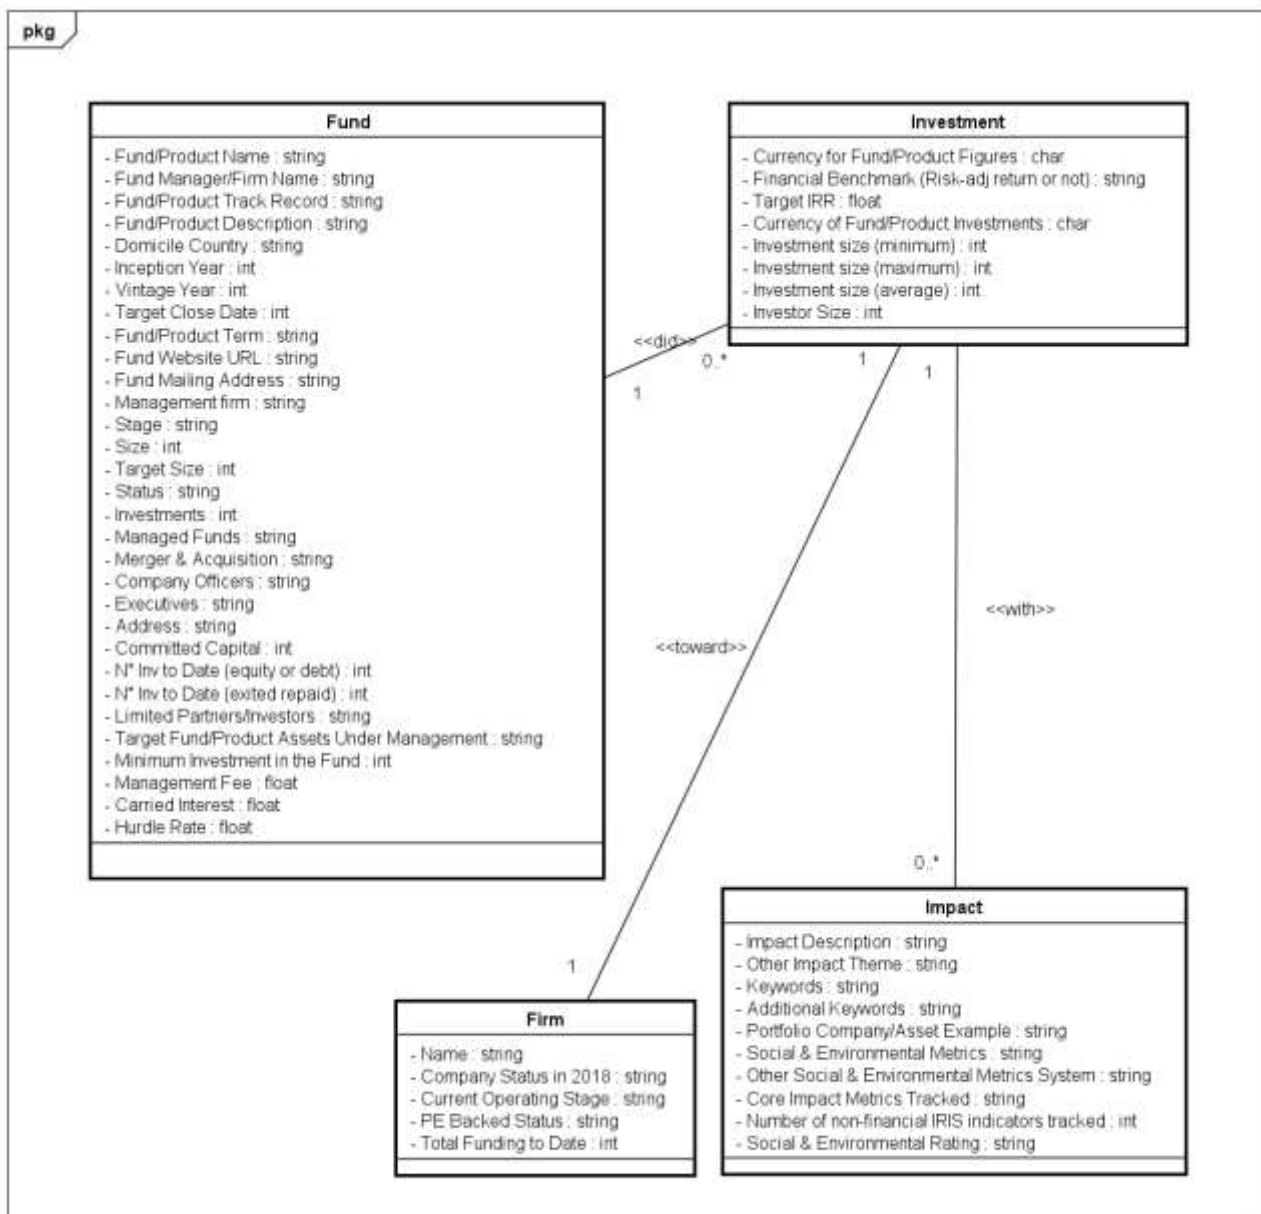 pkg
Fund
- Fund/Product Name : string
- Fund Manager/Firm Name : string
- Fund/Product Track Record : string
- Fund/Product Description : string
- Domicile Country : string
- Inception Year : int
- Vintage Year : int
- Target Close Date : int
- Fund/Product Term : string
- Fund Website URL : string
- Fund Mailing Address : string
- Management firm : string
- Stage : string
- Size : int
- Target Size : int
- Status : string
- Investments : int
- Managed Funds : string
- Merger & Acquisition : string
- Company Officers : string
- Executives : string
- Address : string
- Committed Capital : int
- N° Inv to Date (equity or debt) : int
- N° Inv to Date (exited repaid) : int
- Limited Partners/Investors : string
- Target Fund/Product Assets Under Management : string
- Minimum Investment in the Fund : int
- Management Fee : float
- Carried Interest : float
- Hurdle Rate : float
Investment
- Currency for Fund/Product Figures : char
- Financial Benchmark (Risk-adj return or not) : string
- Target IRR : float
- Currency of Fund/Product Investments : char
- Investment size (minimum) : int
- Investment size (maximum) : int
- Investment size (average) : int
- Investor Size : int
<<did>>
0..*
1
1
1
<<with>>
<<toward>>
0..*
1
Firm
- Name : string
- Company Status in 2018 : string
- Current Operating Stage : string
- PE Backed Status : string
- Total Funding to Date : int
Impact
- Impact Description : string
- Other Impact Theme : string
- Keywords : string
- Additional Keywords : string
- Portfolio Company/Asset Example : string
- Social & Environmental Metrics : string
- Other Social & Environmental Metrics System : string
- Core Impact Metrics Tracked : string
- Number of non-financial IRIS indicators tracked : int
- Social & Environmental Rating : string